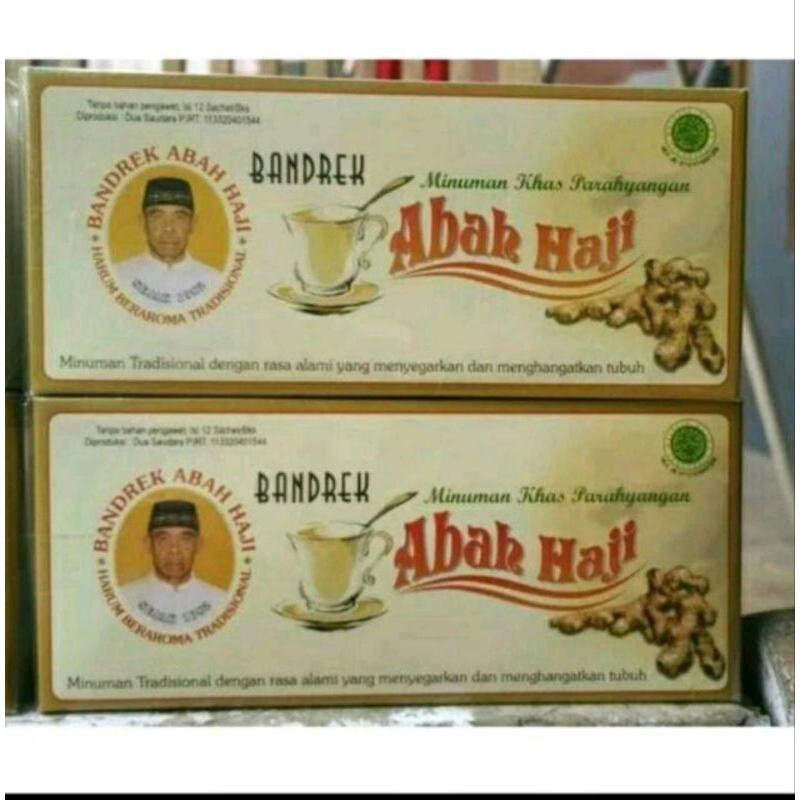 Tanpa bahan pengawet, Isi 12 Sachet/Bks
Diproduksi : Dua Saudara P.IRT: 113320401544
BANDREK ABAH HAJI
HARUM BERAROMA TRADISIONAL
BANDREK
Minuman Khas Parahyangan
Abah Haji
Minuman Tradisional dengan rasa alami yang menyegarkan dan menghangatkan tubuh
Tanpa bahan pengawet, Isi 12 Sachet/Bks
Diproduksi : Dua Saudara P.IRT: 113320401544
BANDREK ABAH HAJI
HARUM BERAROMA TRADISIONAL
BANDREK
Minuman Khas Parahyangan
Abah Haji
Minuman Tradisional dengan rasa alami yang menyegarkan dan menghangatkan tubuh